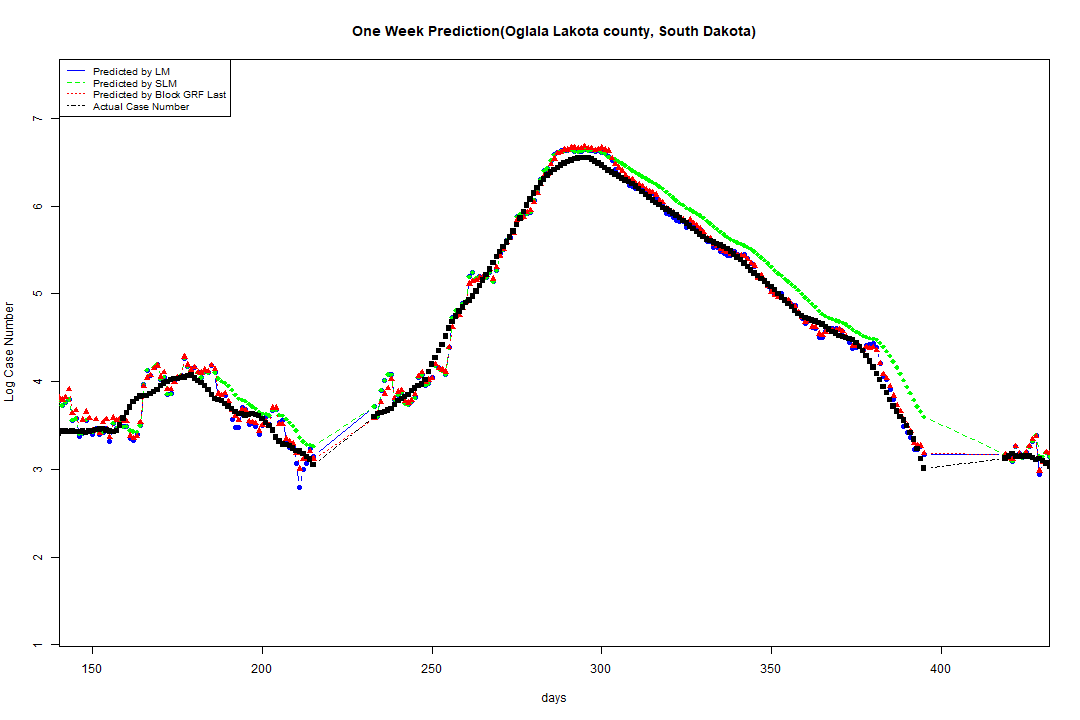 One Week Prediction(Oglala Lakota county, South Dakota)
Predicted by LM
Predicted by SLM
Predicted by Block GRF Last
Actual Case Number
Log Case Number
7
6
5
4
3
2
1
150
200
250
300
350
400
days